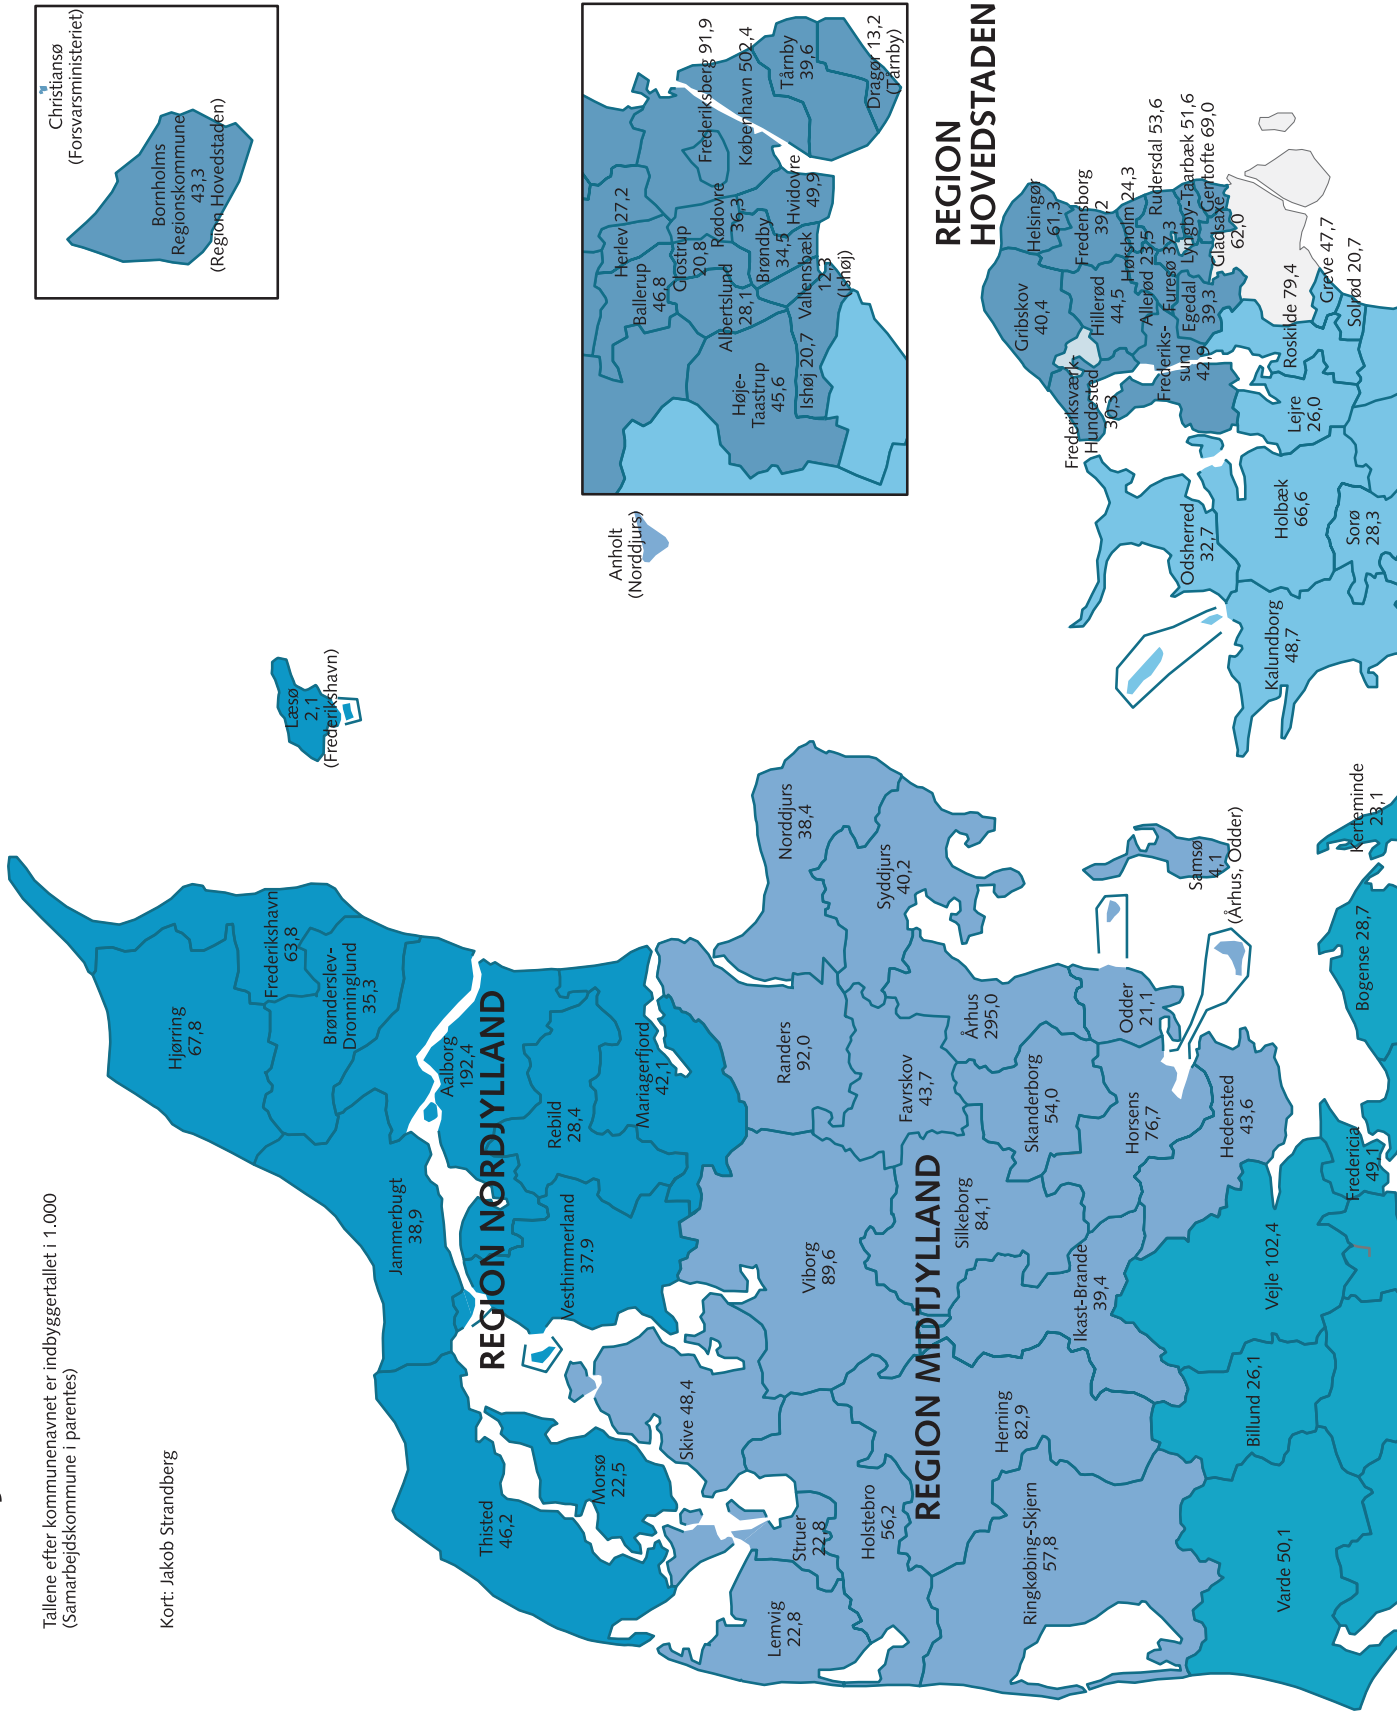 Tallene efter kommunenavnet er indbyggertallet i 1.000
(Samarbejdskommune i parentes)
Kort: Jakob Strandberg
Christiansø
(Forsvarsministeriet)
Bornholms
Regionskommune
43,3
(Region Hovedstaden)
Læsø
2,1
(Frederikshavn)
Anholt
(Norddjurs)
Frederiksberg 91,9
København 502,4
Tårnby
39,6
Dragør 13,2
(Tårnby)
Herlev 27,2
Ballerup
46,8
Glostrup
20,8
Rødovre
36,3
Hvidovre
49,9
Brøndby
34,5
Albertslund
28,1
Vallensbæk
12,3
(Ishøj)
Høje-
Taastrup
45,6
Ishøj 20,7
REGION
HOVEDSTADEN
Helsingør
61,3
Fredensborg
39,2
Hørsholm 24,3
Rudersdal 53,6
Lyngby-Taarbæk 51,6
Gentofte 69,0
Gladsaxe
62,0
Gribskov
40,4
Hillerød
44,5
Allerød 23,5
Furesø 37,3
Egedal
39,3
Frederiks-
sund
42,9
Frederiksværk-
Hundested
30,3
Roskilde 79,4
Greve 47,7
Solrød 20,7
Lejre
26,0
Odsherred
32,7
Holbæk
66,6
Sorø
28,3
Kalundborg
48,7
Hjørring
67,8
Frederikshavn
63,8
Brønderslev-
Dronninglund
35,3
Aalborg
192,4
Jammerbugt
38,9
REGION NORDJYLLAND
Rebild
28,4
Mariagerfjord
42,1
Vesthimmerland
37.9
Thisted
46,2
Morsø
22,5
Norddjurs
38,4
Syddjurs
40,2
Randers
92,0
Favrskov
43,7
Århus
295,0
Samsø
4,1
(Århus, Odder)
Odder
21,1
Skanderborg
54,0
Horsens
76,7
Hedensted
43,6
Viborg
89,6
Silkeborg
84,1
REGION MIDTJYLLAND
Ikast-Brande
39,4
Skive 48,4
Herning
82,9
Struer
22,8
Holstebro
56,2
Lemvig
22,8
Ringkøbing-Skjern
57,8
Kerteminde
23,1
Bogense 28,7
Fredericia
49,1
Vejle 102,4
Billund 26,1
Varde 50,1